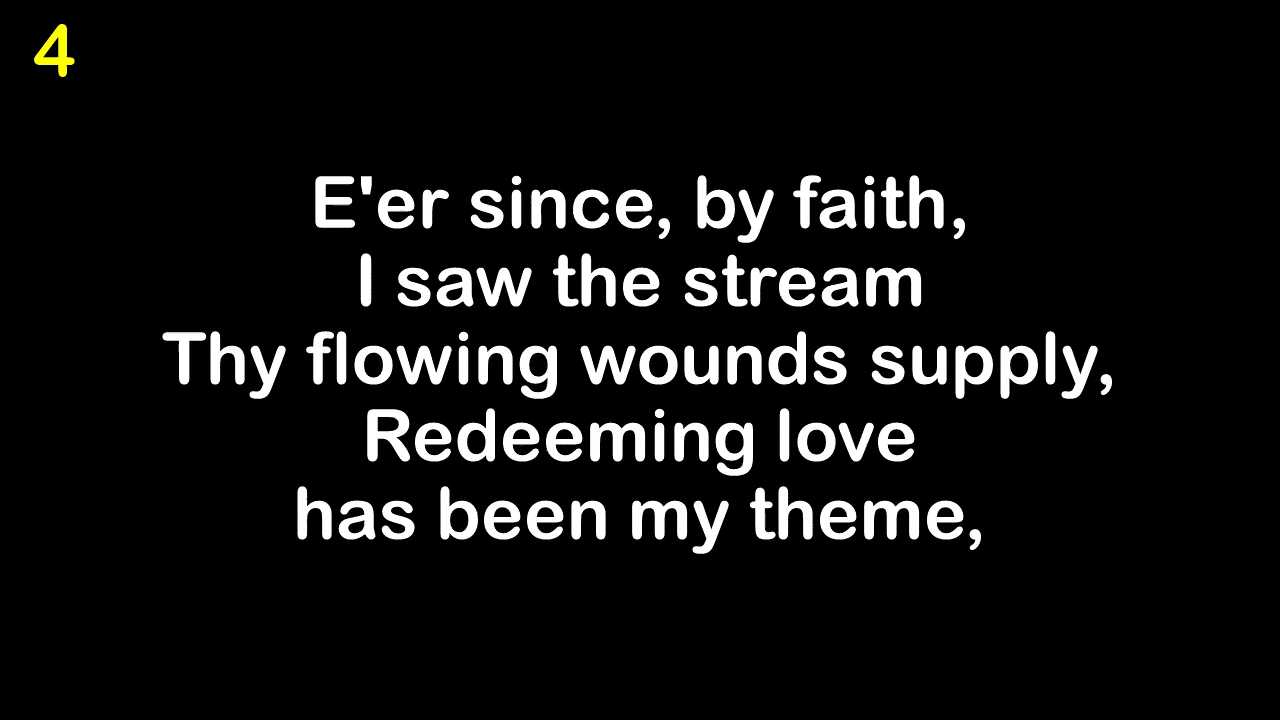 4
E'er since, by faith,
I saw the stream
Thy flowing wounds supply,
Redeeming love
has been my theme,